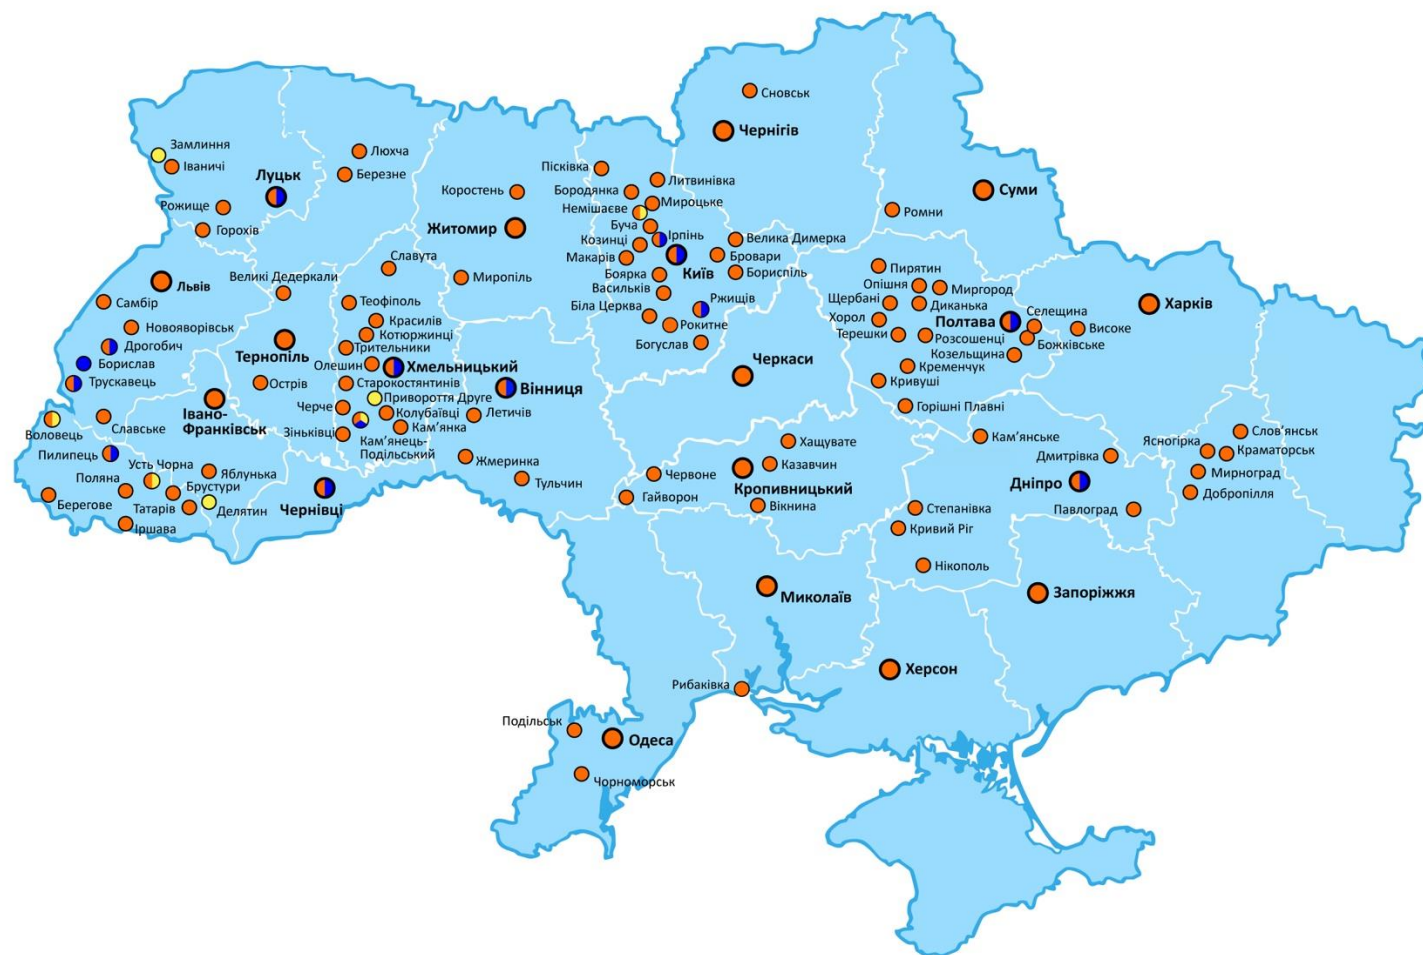 Сновськ
Чернігів
Замлиння
Іваничі
Люхча
Березне
Луцьк
Рожище
Горохів
Коростень
Житомир
Миропіль
Пісківка
Литвинівка
Бородянка
Мироцьке
Немішаєве
Буча
Ірпінь
Козинці
Макарів
Київ
Велика Димерка
Бровари
Бориспіль
Боярка
Васильків
Ржищів
Біла Церква
Рокитне
Богуслав
Суми
Ромни
Пирятин
Опішня
Миргород
Щербані
Диканька
Хорол
Полтава
Селещина
Високе
Терешки
Розсошенці
Божківське
Козельщина
Кременчук
Кривуші
Горішні Плавні
Харків
Львів
Самбір
Новояворівськ
Дрогобич
Борислав
Трускавець
Славське
Великі Дедеркали
Тернопіль
Острів
Славута
Теофіполь
Красилів
Котюржинці
Трительники
Олешин
Хмельницький
Старокостянтинів
Привороття Друге
Черче
Колубаївці
Зіньківці
Кам’янка
Кам’янець-
Подільський
Вінниця
Летичів
Жмеринка
Тульчин
Черкаси
Івано-
Франківськ
Воловець
Пилипець
Усть Чорна
Поляна
Яблунька
Брустури
Берегове
Татарів
Делятин
Іршава
Чернівці
Хащувате
Казавчин
Червоне
Кропивницький
Гайворон
Вікнина
Кам’янське
Дмитрівка
Дніпро
Степанівка
Павлоград
Кривий Ріг
Нікополь
Слов’янськ
Ясногірка
Краматорськ
Мирноград
Добропілля
Миколаїв
Запоріжжя
Херсон
Рибаківка
Подільськ
Одеса
Чорноморськ